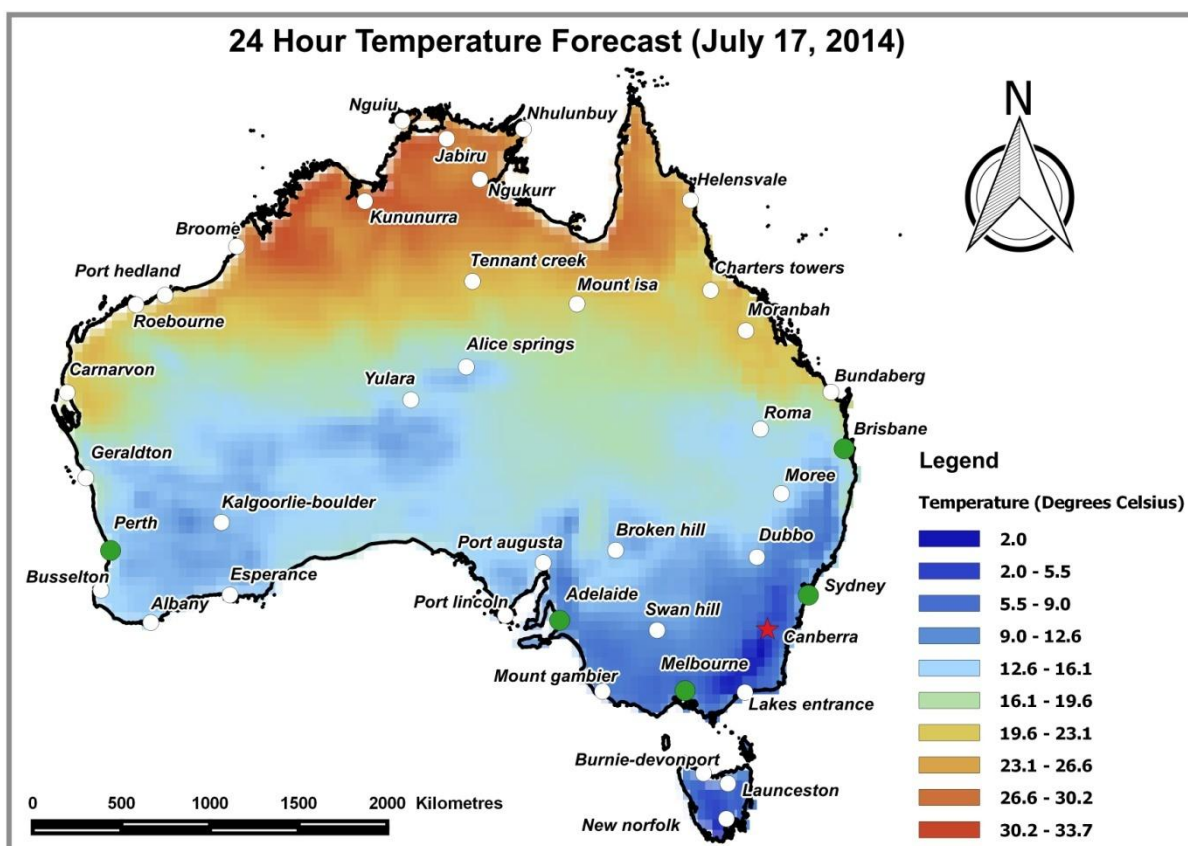 24 Hour Temperature Forecast (July 17, 2014)
N
Nguiu
Nhulunbuy
Jabiru
Ngukurr
Helensvale
Kununurra
Broome
Tennant creek
Charters towers
Port hedland
Mount isa
Moranbah
Roebourne
Alice springs
Carnarvon
Yulara
Bundaberg
Roma
Brisbane
Geraldton
Moree
Kalgoorlie-boulder
Perth
Broken hill
Dubbo
Port augusta
Busselton
Esperance
Sydney
Adelaide
Albany
Port lincoln
Swan hill
Canberra
Melbourne
Mount gambier
Lakes entrance
Burnie-devonport
Launceston
New norfolk
Legend
Temperature (Degrees Celsius)
2.0
2.0 - 5.5
5.5 - 9.0
9.0 - 12.6
12.6 - 16.1
16.1 - 19.6
19.6 - 23.1
23.1 - 26.6
26.6 - 30.2
30.2 - 33.7
0 500 1000 1500 2000 Kilometres